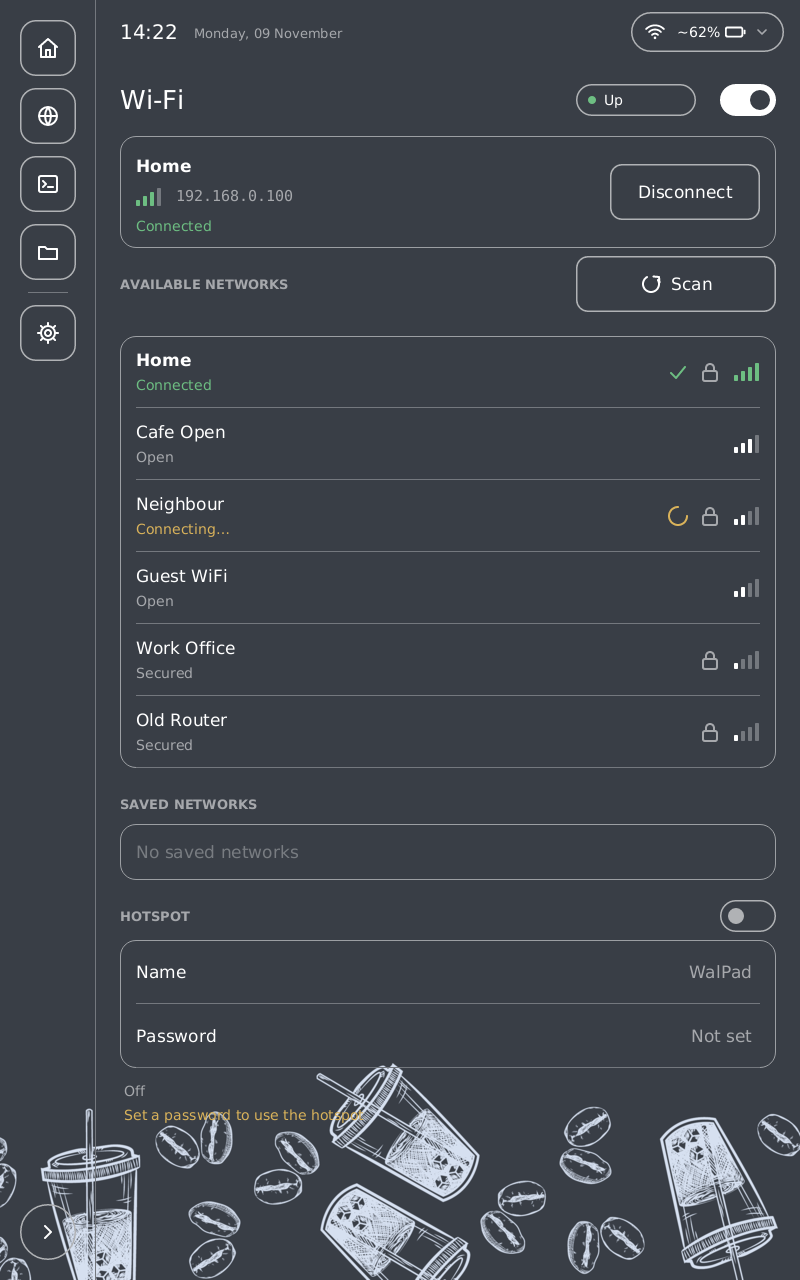 14:22 Monday, 09 November ~62%
Wi-Fi Up
Home
192.168.0.100
Disconnect
Connected
AVAILABLE NETWORKS Scan
Home
Connected
Cafe Open
Open
Neighbour
Connecting...
Guest WiFi
Open
Work Office
Secured
Old Router
Secured
SAVED NETWORKS
No saved networks
HOTSPOT
Name WalPad
Password Not set
Off
Set a password to use the hotspot